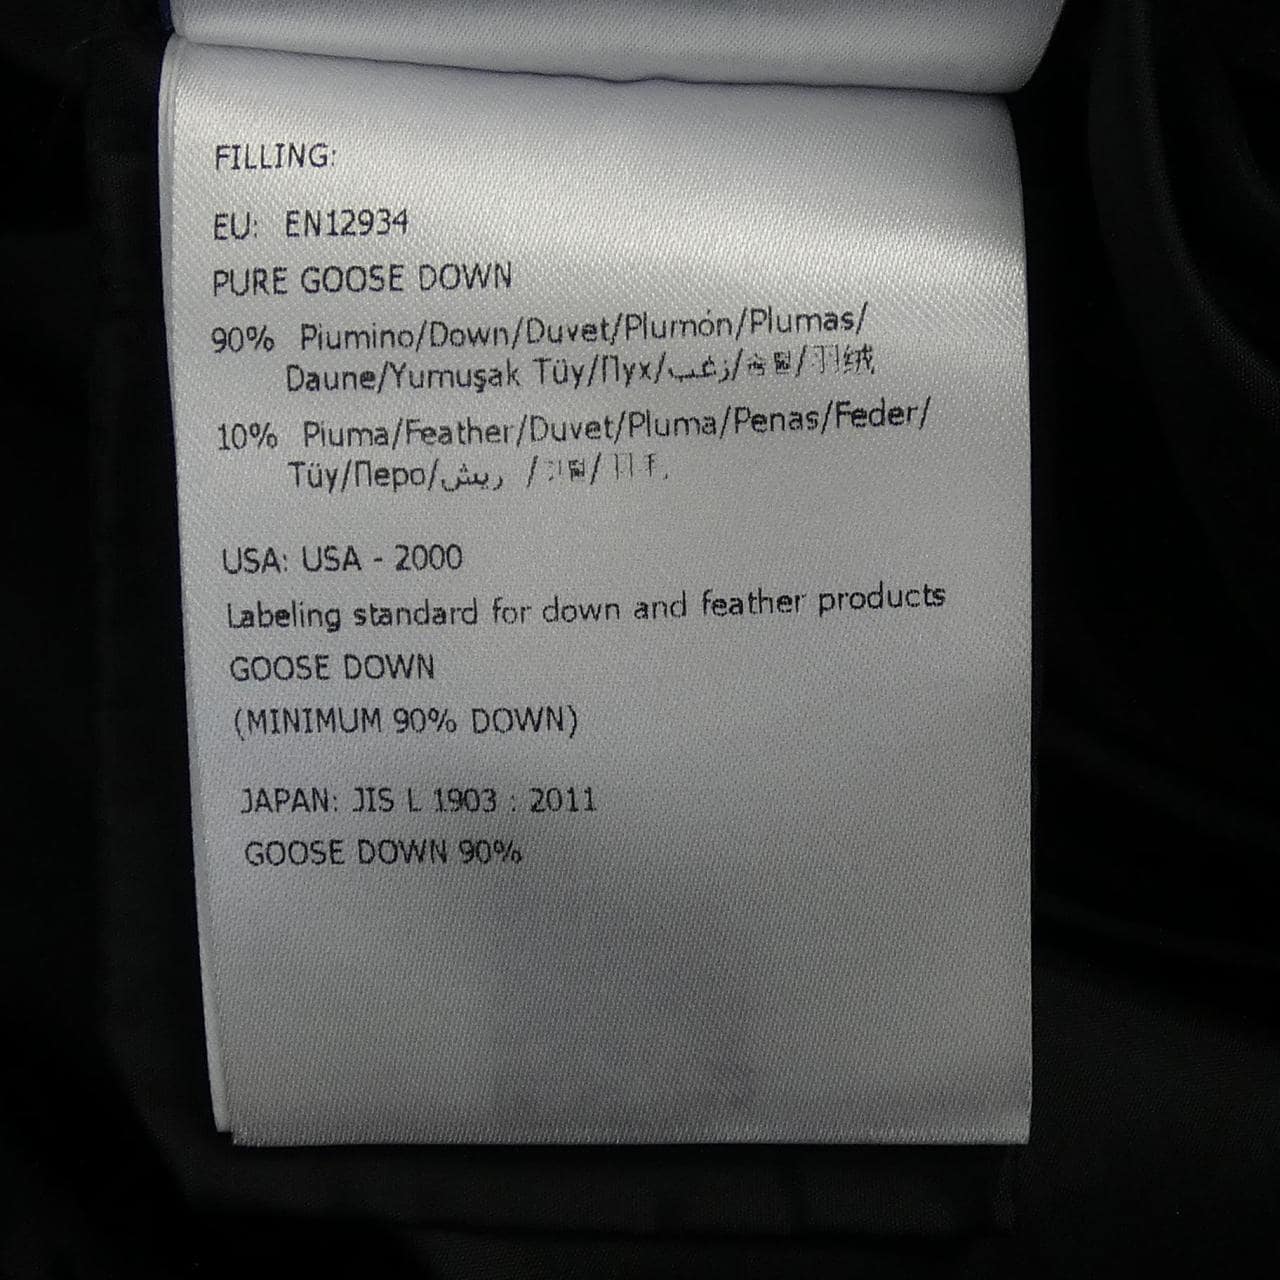 FILLING:
EU: EN12934
PURE GOOSE DOWN
90% Piumino/Down/Duvet/Plumón/Plumas/
Daune/Yumuşak Tüy/Пух/زغب/
10% Piuma/Feather/Duvet/Pluma/Penas/Feder/
Tüy/Перо/ريش /
USA: USA - 2000
Labeling standard for down and feather products
GOOSE DOWN
(MINIMUM 90% DOWN)
JAPAN: JIS L 1903 : 2011
GOOSE DOWN 90%